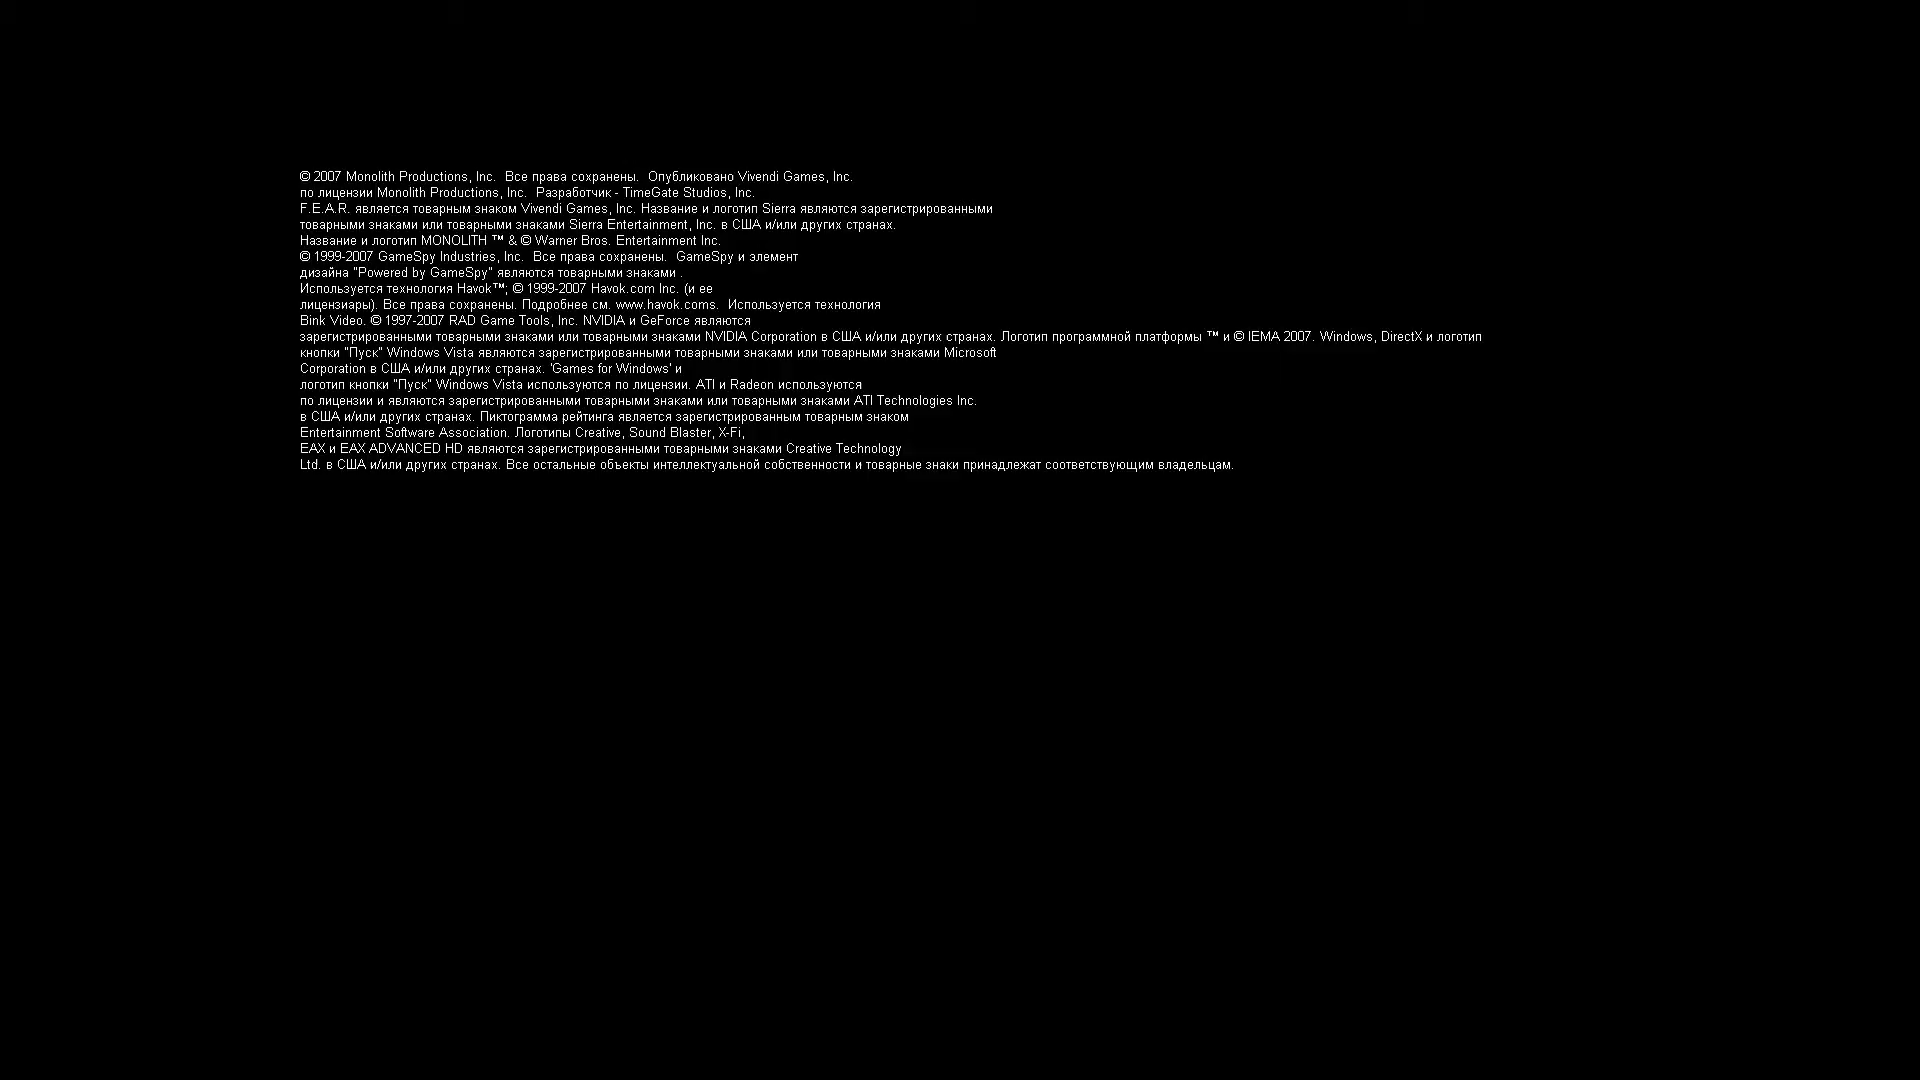 © 2007 Monolith Productions, Inc.  Все права сохранены.  Опубликовано Vivendi Games, Inc.
по лицензии Monolith Productions, Inc.  Разработчик - TimeGate Studios, Inc.
F.E.A.R. является товарным знаком Vivendi Games, Inc. Название и логотип Sierra являются зарегистрированными
товарными знаками или товарными знаками Sierra Entertainment, Inc. в США и/или других странах.
Название и логотип MONOLITH ™ & © Warner Bros. Entertainment Inc.
© 1999-2007 GameSpy Industries, Inc.  Все права сохранены.  GameSpy и элемент
дизайна "Powered by GameSpy" являются товарными знаками .
Используется технология Havok™; © 1999-2007 Havok.com Inc. (и ее
лицензиары). Все права сохранены. Подробнее см. www.havok.coms.  Используется технология
Bink Video. © 1997-2007 RAD Game Tools, Inc. NVIDIA и GeForce являются
зарегистрированными товарными знаками или товарными знаками NVIDIA Corporation в США и/или других странах. Логотип программной платформы ™ и © IEMA 2007. Windows, DirectX и логотип
кнопки "Пуск" Windows Vista являются зарегистрированными товарными знаками или товарными знаками Microsoft
Corporation в США и/или других странах. 'Games for Windows' и
логотип кнопки "Пуск" Windows Vista используются по лицензии. ATI и Radeon используются
по лицензии и являются зарегистрированными товарными знаками или товарными знаками ATI Technologies Inc.
в США и/или других странах. Пиктограмма рейтинга является зарегистрированным товарным знаком
Entertainment Software Association. Логотипы Creative, Sound Blaster, X-Fi,
EAX и EAX ADVANCED HD являются зарегистрированными товарными знаками Creative Technology
Ltd. в США и/или других странах. Все остальные объекты интеллектуальной собственности и товарные знаки принадлежат соответствующим владельцам.